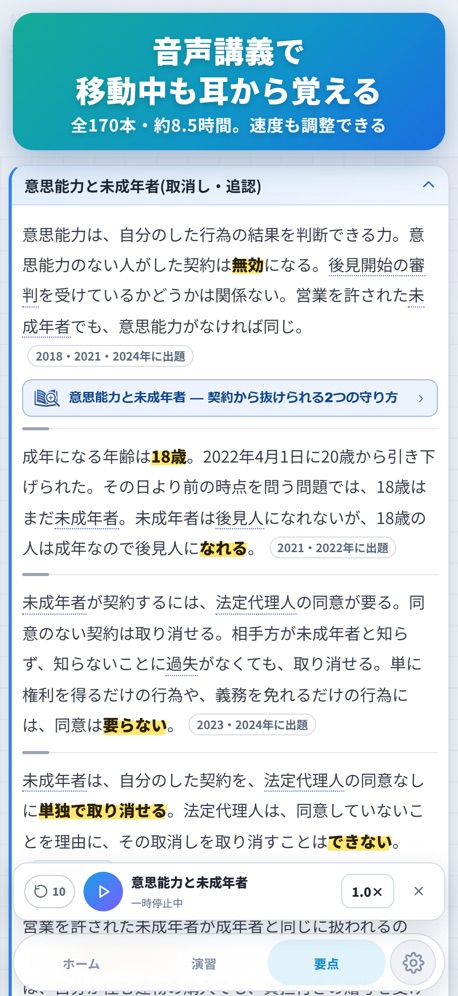 音声講義で
移動中も耳から覚える
全170本・約8.5時間。速度も調整できる
意思能力と未成年者(取消し・追認)
意思能力は、自分のした行為の結果を判断できる力。意
思能力のない人がした契約は無効になる。後見開始の審
判を受けているかどうかは関係ない。営業を許された未
成年者でも、意思能力がなければ同じ。
2018・2021・2024年に出題
意思能力と未成年者 — 契約から抜けられる2つの守り方
成年になる年齢は18歳。2022年4月1日に20歳から引き下
げられた。その日より前の時点を問う問題では、18歳は
まだ未成年者。未成年者は後見人になれないが、18歳の
人は成年なので後見人になれる。 2021・2022年に出題
未成年者が契約するには、法定代理人の同意が要る。同
意のない契約は取り消せる。相手方が未成年者と知ら
ず、知らないことに過失がなくても、取り消せる。単に
権利を得るだけの行為や、義務を免れるだけの行為に
は、同意は要らない。 2023・2024年に出題
未成年者は、自分のした契約を、法定代理人の同意なし
に単独で取り消せる。法定代理人は、同意していないこ
とを理由に、その取消しを取り消すことはできない。
10
意思能力と未成年者
一時停止中
1.0×
営業を許された未成年者が成年者と同じに扱われるの
ホーム
演習
要点